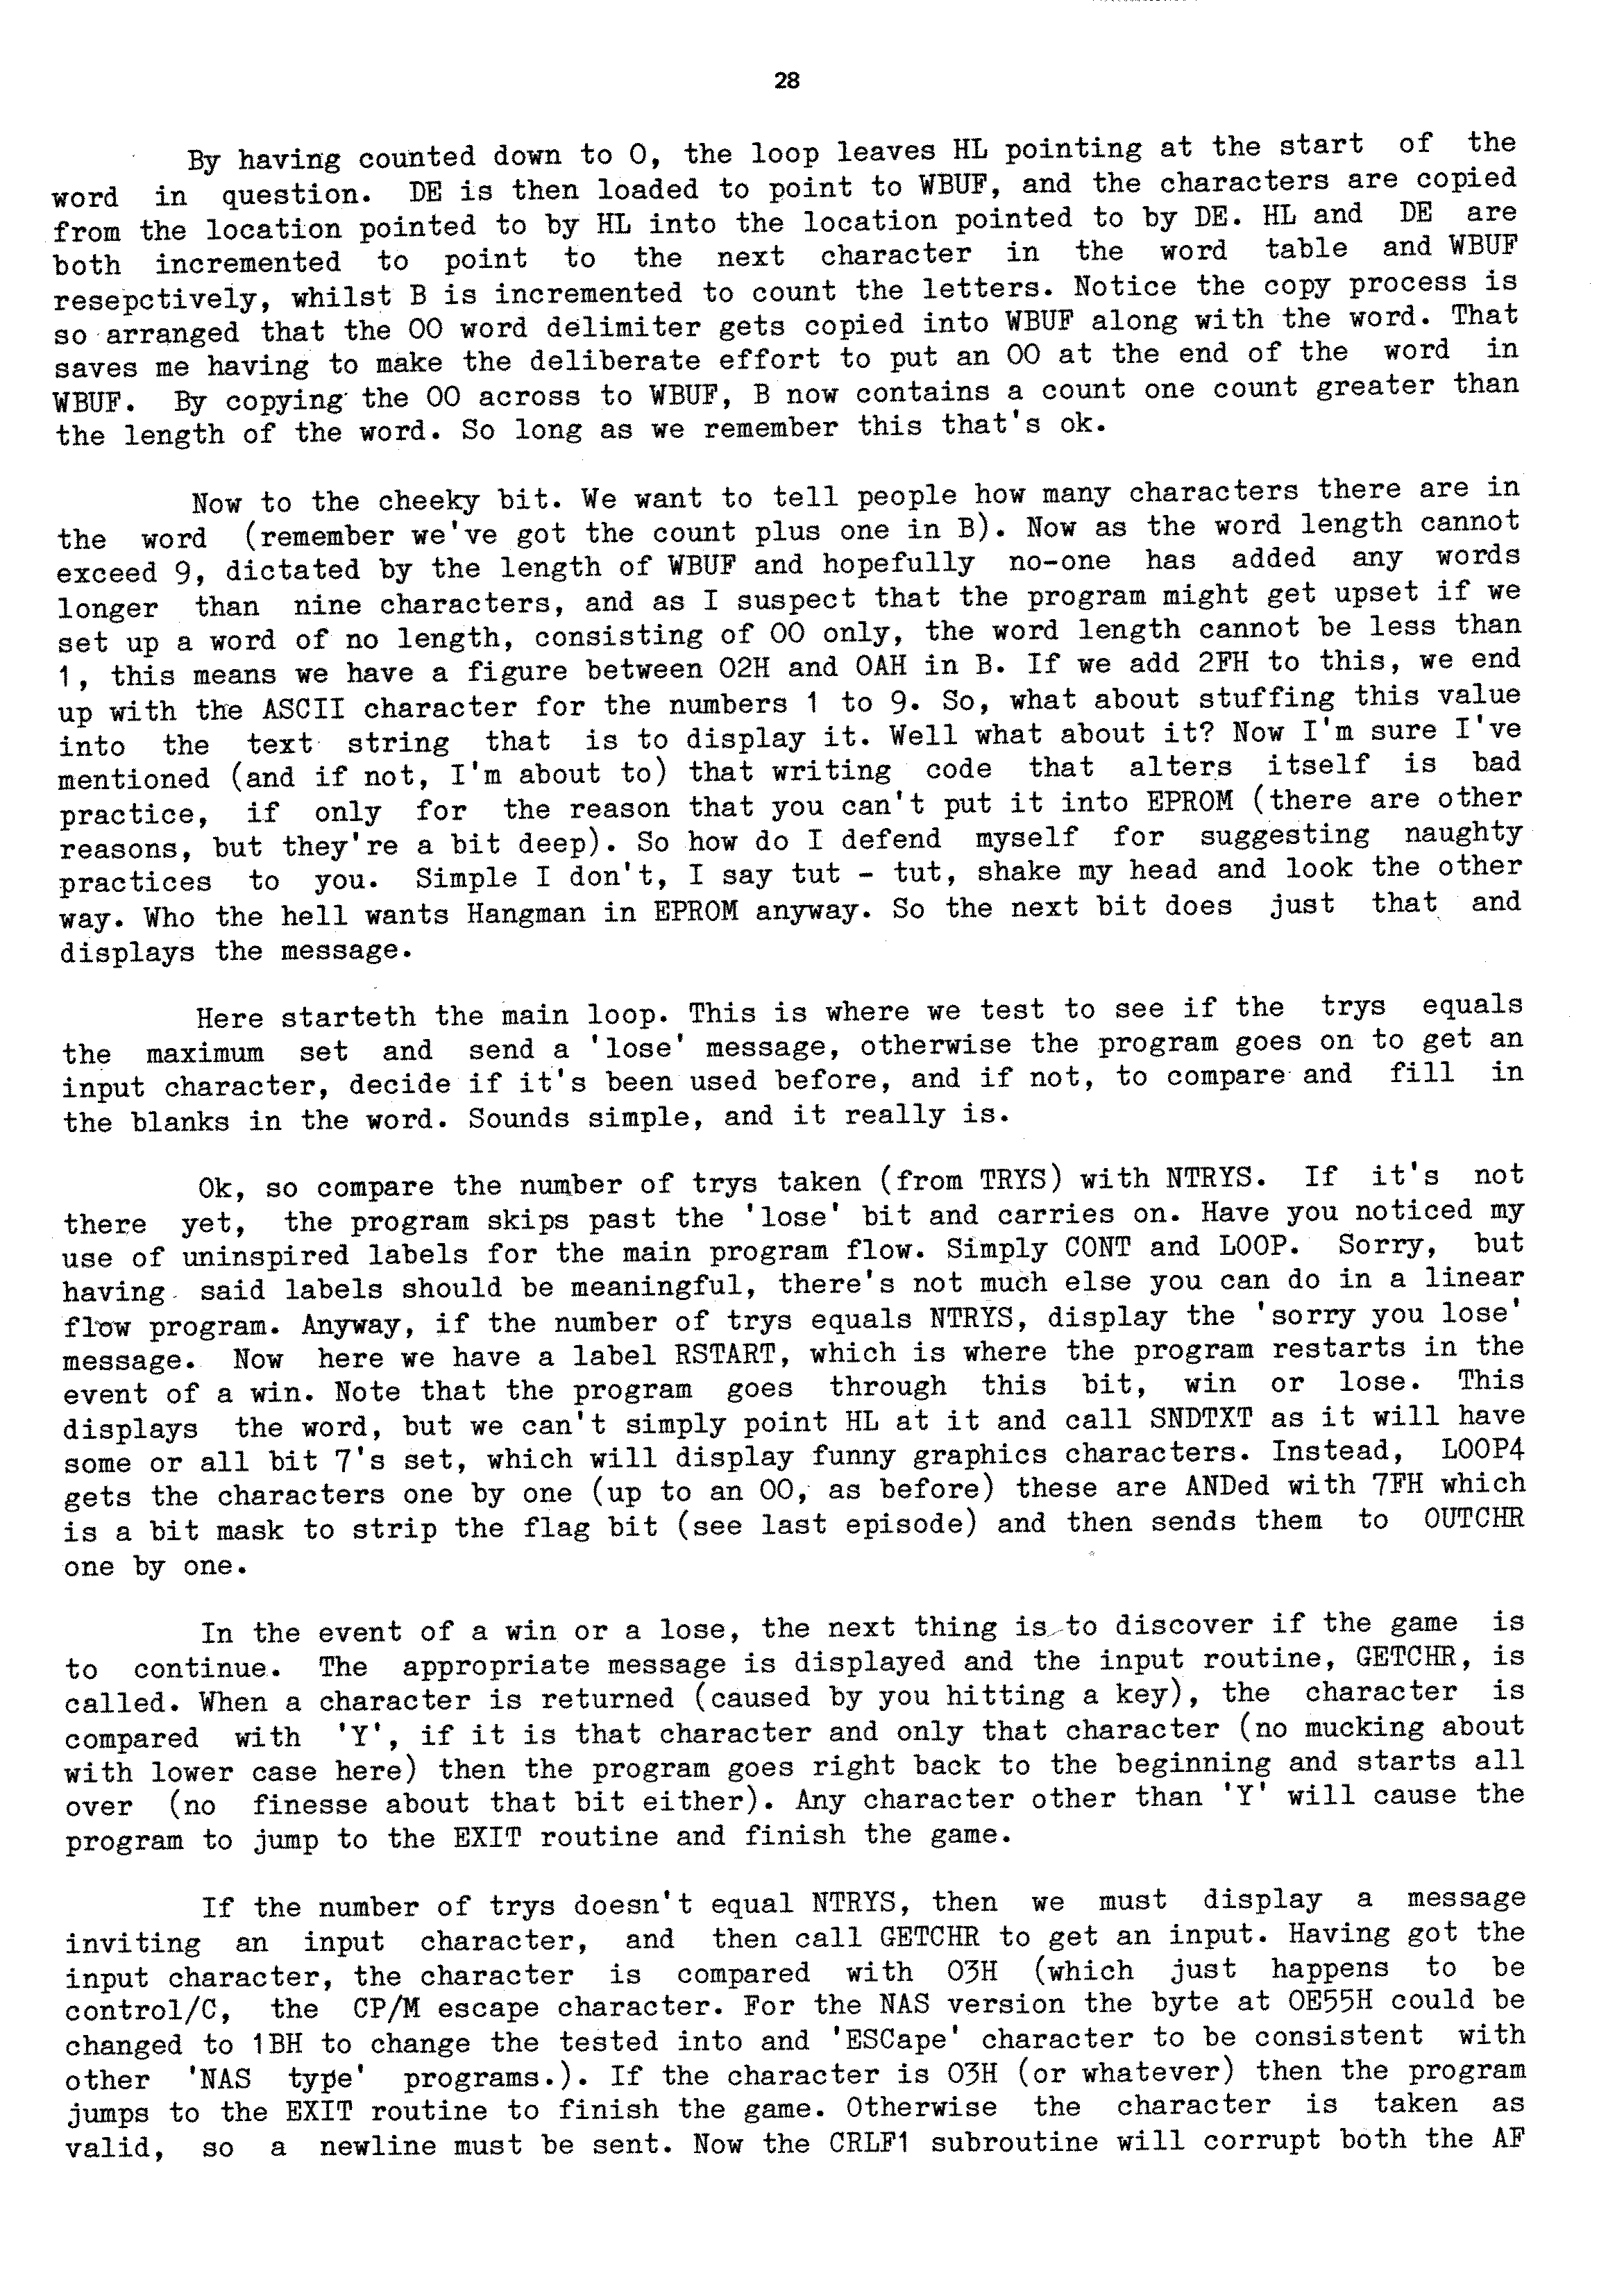 28
By having counted down to 0, the loop leaves HL pointing at the start of the
word in question. DE is then loaded to point to WBUF, and the characters are copied
from the location pointed to by HL into the location pointed to by DE. HL and DE are
both incremented to point to the next character in the word table and WBUF
resepctively, whilst B is incremented to count the letters. Notice the copy process is
so arranged that the 00 word delimiter gets copied into WBUF along with the word. That
saves me having to make the deliberate effort to put an 00 at the end of the word in
WBUF. By copying the 00 across to WBUF, B now contains a count one count greater than
the length of the word. So long as we remember this that's ok.
Now to the cheeky bit. We want to tell people how many characters there are in
the word (remember we've got the count plus one in B). Now as the word length cannot
exceed 9, dictated by the length of WBUF and hopefully no-one has added any words
longer than nine characters, and as I suspect that the program might get upset if we
set up a word of no length, consisting of 00 only, the word length cannot be less than
1, this means we have a figure between 02H and 0AH in B. If we add 2FH to this, we end
up with the ASCII character for the numbers 1 to 9. So, what about stuffing this value
into the text string that is to display it. Well what about it? Now I'm sure I've
mentioned (and if not, I'm about to) that writing code that alters itself is bad
practice, if only for the reason that you can't put it into EPROM (there are other
reasons, but they're a bit deep). So how do I defend myself for suggesting naughty
practices to you. Simple I don't, I say tut - tut, shake my head and look the other
way. Who the hell wants Hangman in EPROM anyway. So the next bit does just that and
displays the message.
Here starteth the main loop. This is where we test to see if the trys equals
the maximum set and send a 'lose' message, otherwise the program goes on to get an
input character, decide if it's been used before, and if not, to compare and fill in
the blanks in the word. Sounds simple, and it really is.
Ok, so compare the number of trys taken (from TRYS) with NTRYS. If it's not
there yet, the program skips past the 'lose' bit and carries on. Have you noticed my
use of uninspired labels for the main program flow. Simply CONT and LOOP. Sorry, but
having said labels should be meaningful, there's not much else you can do in a linear
flow program. Anyway, if the number of trys equals NTRYS, display the 'sorry you lose'
message. Now here we have a label RSTART, which is where the program restarts in the
event of a win. Note that the program goes through this bit, win or lose. This
displays the word, but we can't simply point HL at it and call SNDTXT as it will have
some or all bit 7's set, which will display funny graphics characters. Instead, LOOP4
gets the characters one by one (up to an 00, as before) these are ANDed with 7FH which
is a bit mask to strip the flag bit (see last episode) and then sends them to OUTCHR
one by one.
In the event of a win or a lose, the next thing is to discover if the game is
to continue. The appropriate message is displayed and the input routine, GETCHR, is
called. When a character is returned (caused by you hitting a key), the character is
compared with 'Y', if it is that character and only that character (no mucking about
with lower case here) then the program goes right back to the beginning and starts all
over (no finesse about that bit either). Any character other than 'Y' will cause the
program to jump to the EXIT routine and finish the game.
If the number of trys doesn't equal NTRYS, then we must display a message
inviting an input character, and then call GETCHR to get an input. Having got the
input character, the character is compared with 03H (which just happens to be
control/C, the CP/M escape character. For the NAS version the byte at 0E55H could be
changed to 1BH to change the tested into and 'ESCape' character to be consistent with
other 'NAS type' programs.). If the character is 03H (or whatever) then the program
jumps to the EXIT routine to finish the game. Otherwise the character is taken as
valid, so a newline must be sent. Now the CRLF1 subroutine will corrupt both the AF